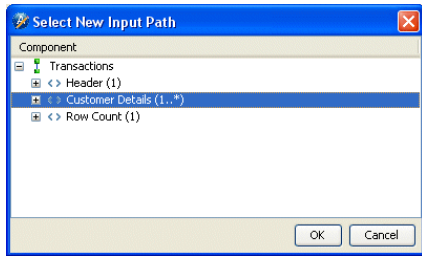 Select New Input Path
Component
Transactions
<> Header (1)
<> Customer Details (1..*)
<> Row Count (1)
OK Cancel